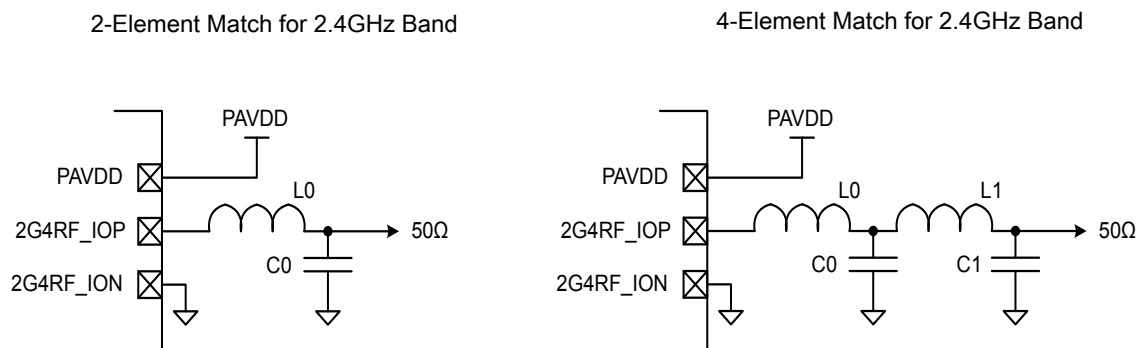 2-Element Match for 2.4GHz Band
4-Element Match for 2.4GHz Band
PAVDD
PAVDD
L0
2G4RF_IOP
50Ω
C0
2G4RF_ION
PAVDD
PAVDD
L0
L1
2G4RF_IOP
50Ω
C0
C1
2G4RF_ION